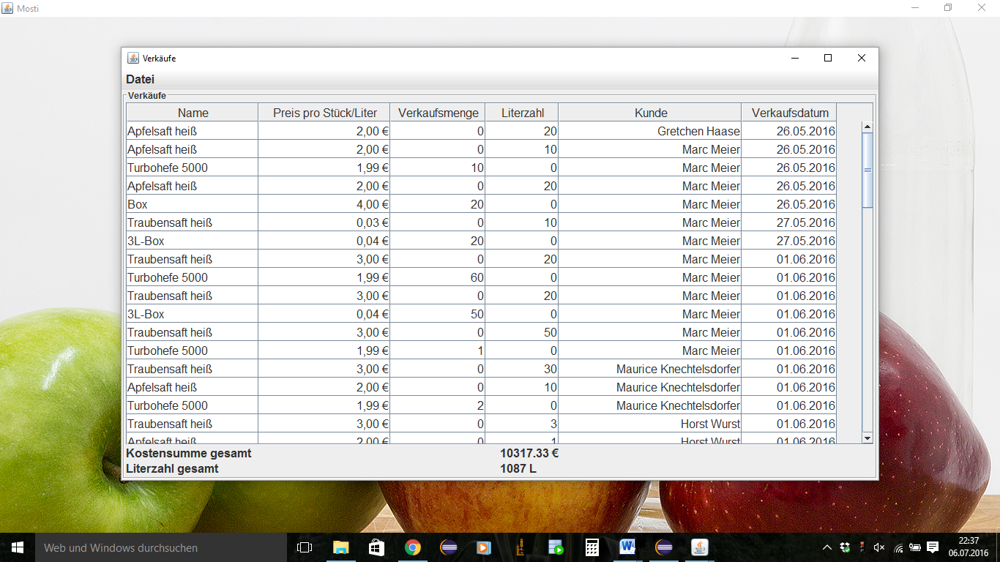 Mosti
Verkäufe
Datei
Verkäufe
Name Preis pro Stück/Liter Verkaufsmenge Literzahl Kunde Verkaufsdatum
Apfelsaft heiß 2,00 € 0 20 Gretchen Haase 26.05.2016
Apfelsaft heiß 2,00 € 0 10 Marc Meier 26.05.2016
Turbohefe 5000 1,99 € 10 0 Marc Meier 26.05.2016
Apfelsaft heiß 2,00 € 0 20 Marc Meier 26.05.2016
Box 4,00 € 20 0 Marc Meier 26.05.2016
Traubensaft heiß 0,03 € 0 10 Marc Meier 27.05.2016
3L-Box 0,04 € 20 0 Marc Meier 27.05.2016
Traubensaft heiß 3,00 € 0 20 Marc Meier 01.06.2016
Turbohefe 5000 1,99 € 60 0 Marc Meier 01.06.2016
Traubensaft heiß 3,00 € 0 20 Marc Meier 01.06.2016
3L-Box 0,04 € 50 0 Marc Meier 01.06.2016
Traubensaft heiß 3,00 € 0 50 Marc Meier 01.06.2016
Turbohefe 5000 1,99 € 1 0 Marc Meier 01.06.2016
Traubensaft heiß 3,00 € 0 30 Maurice Knechtelsdorfer 01.06.2016
Apfelsaft heiß 2,00 € 0 10 Maurice Knechtelsdorfer 01.06.2016
Turbohefe 5000 1,99 € 2 0 Maurice Knechtelsdorfer 01.06.2016
Traubensaft heiß 3,00 € 0 3 Horst Wurst 01.06.2016
Apfelsaft heiß 2,00 € 0 1 Horst Wurst 01.06.2016
Kostensumme gesamt 10317.33 €
Literzahl gesamt 1087 L
Web und Windows durchsuchen
22:37
06.07.2016